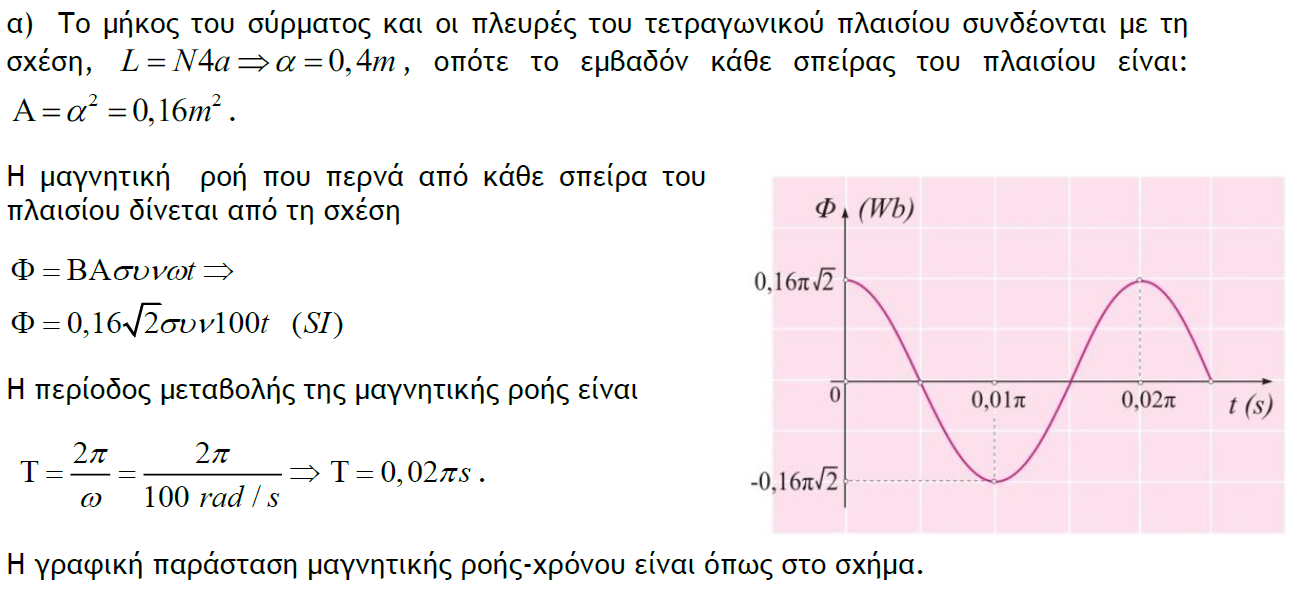 α) Το μήκος του σύρματος και οι πλευρές του τετραγωνικού πλαισίου συνδέονται με τη
σχέση, L = N4a ⇒ α = 0,4m , οπότε το εμβαδόν κάθε σπείρας του πλαισίου είναι:
Α = α² = 0,16m² .
Η μαγνητική ροή που περνά από κάθε σπείρα του
πλαισίου δίνεται από τη σχέση
Φ = ΒΑσυνωt ⇒
Φ = 0,16√2συν100t (SI)
Η περίοδος μεταβολής της μαγνητικής ροής είναι
Τ = 2π/ω = 2π/(100 rad / s) ⇒ Τ = 0,02πs .
Φ (Wb)
0,16π√2
0
0,01π
0,02π
t (s)
-0,16π√2
Η γραφική παράσταση μαγνητικής ροής-χρόνου είναι όπως στο σχήμα.